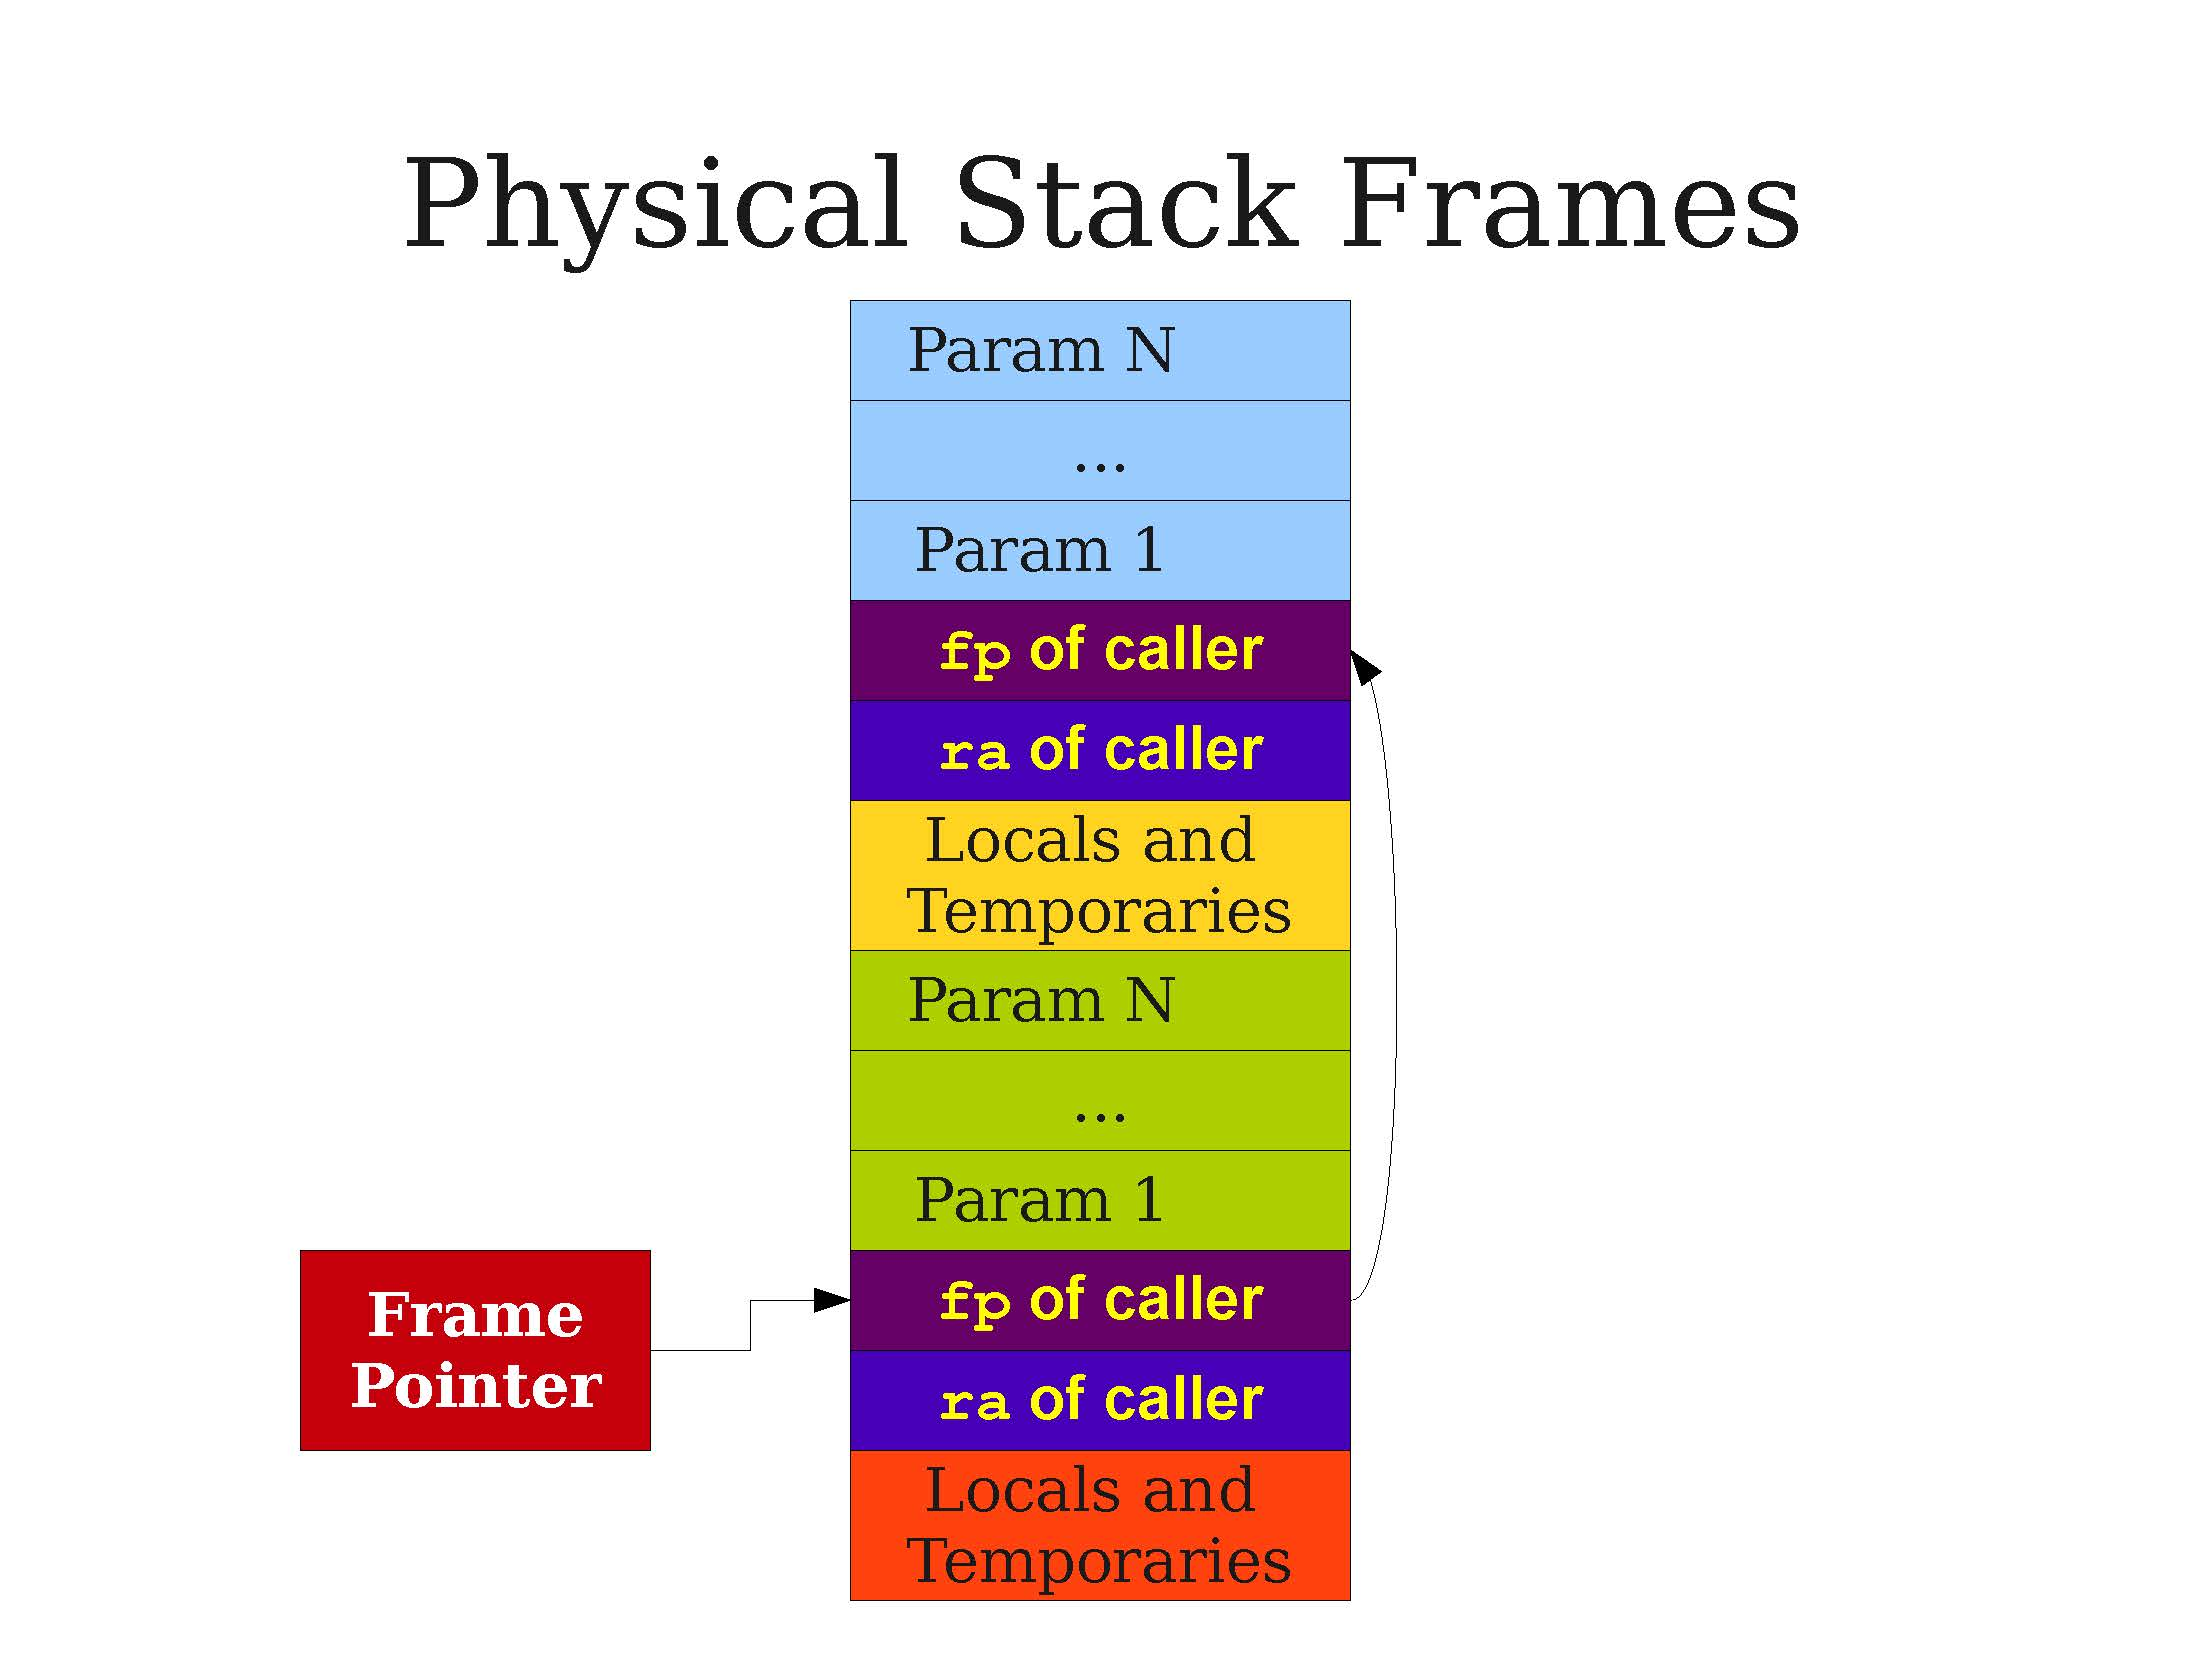 Physical Stack Frames
Param N
...
Param 1
fp of caller
ra of caller
Locals and
Temporaries
Param N
...
Param 1
fp of caller
ra of caller
Locals and
Temporaries
Frame
Pointer